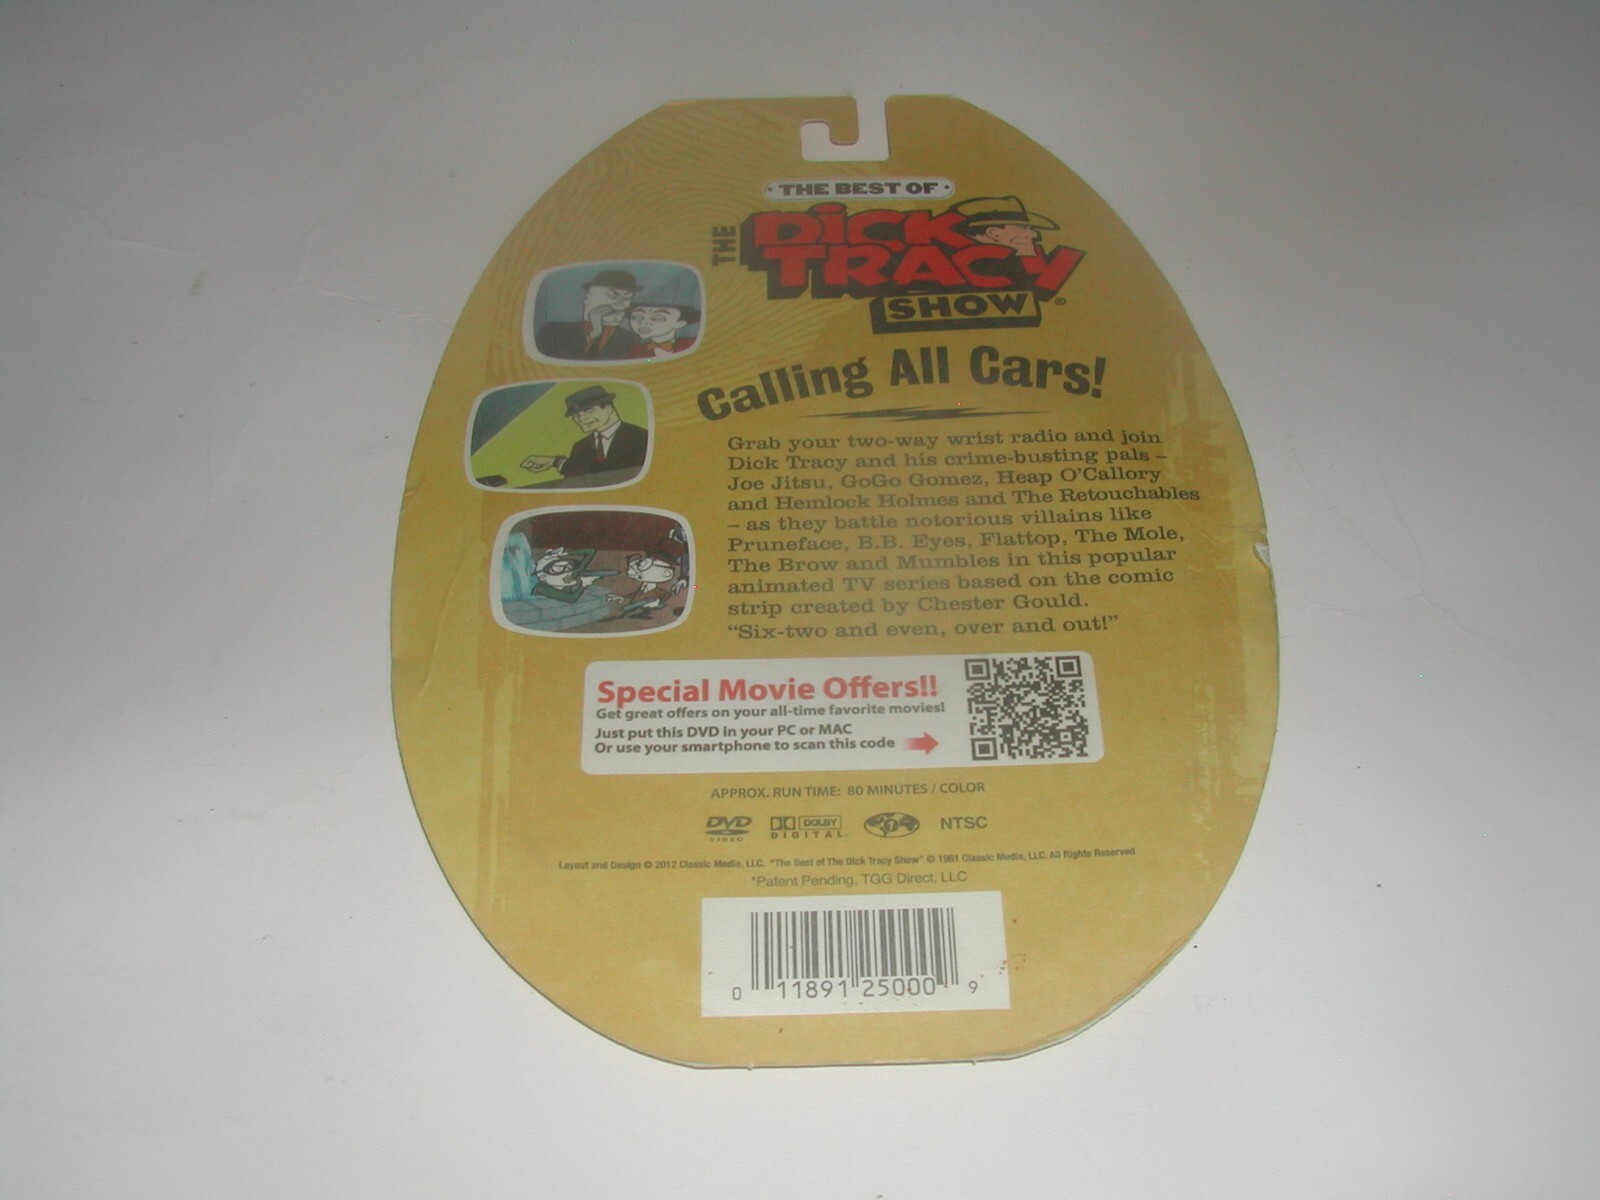 THE BEST OF
THE DICK TRACY SHOW®
Calling All Cars!
Grab your two-way wrist radio and join
Dick Tracy and his crime-busting pals –
Joe Jitsu, GoGo Gomez, Heap O'Callory
and Hemlock Holmes and The Retouchables
– as they battle notorious villains like
Pruneface, B.B. Eyes, Flattop, The Mole,
The Brow and Mumbles in this popular
animated TV series based on the comic
strip created by Chester Gould.
"Six-two and even, over and out!"
Special Movie Offers!!
Get great offers on your all-time favorite movies!
Just put this DVD in your PC or MAC
Or use your smartphone to scan this code
APPROX. RUN TIME: 80 MINUTES / COLOR
DVD VIDEO DOLBY DIGITAL. 1 NTSC
Layout and Design © 2012 Classic Media, LLC. "The Best of The Dick Tracy Show" © 1961 Classic Media, LLC. All Rights Reserved
*Patent Pending, TGG Direct, LLC
0 11891 25000 9